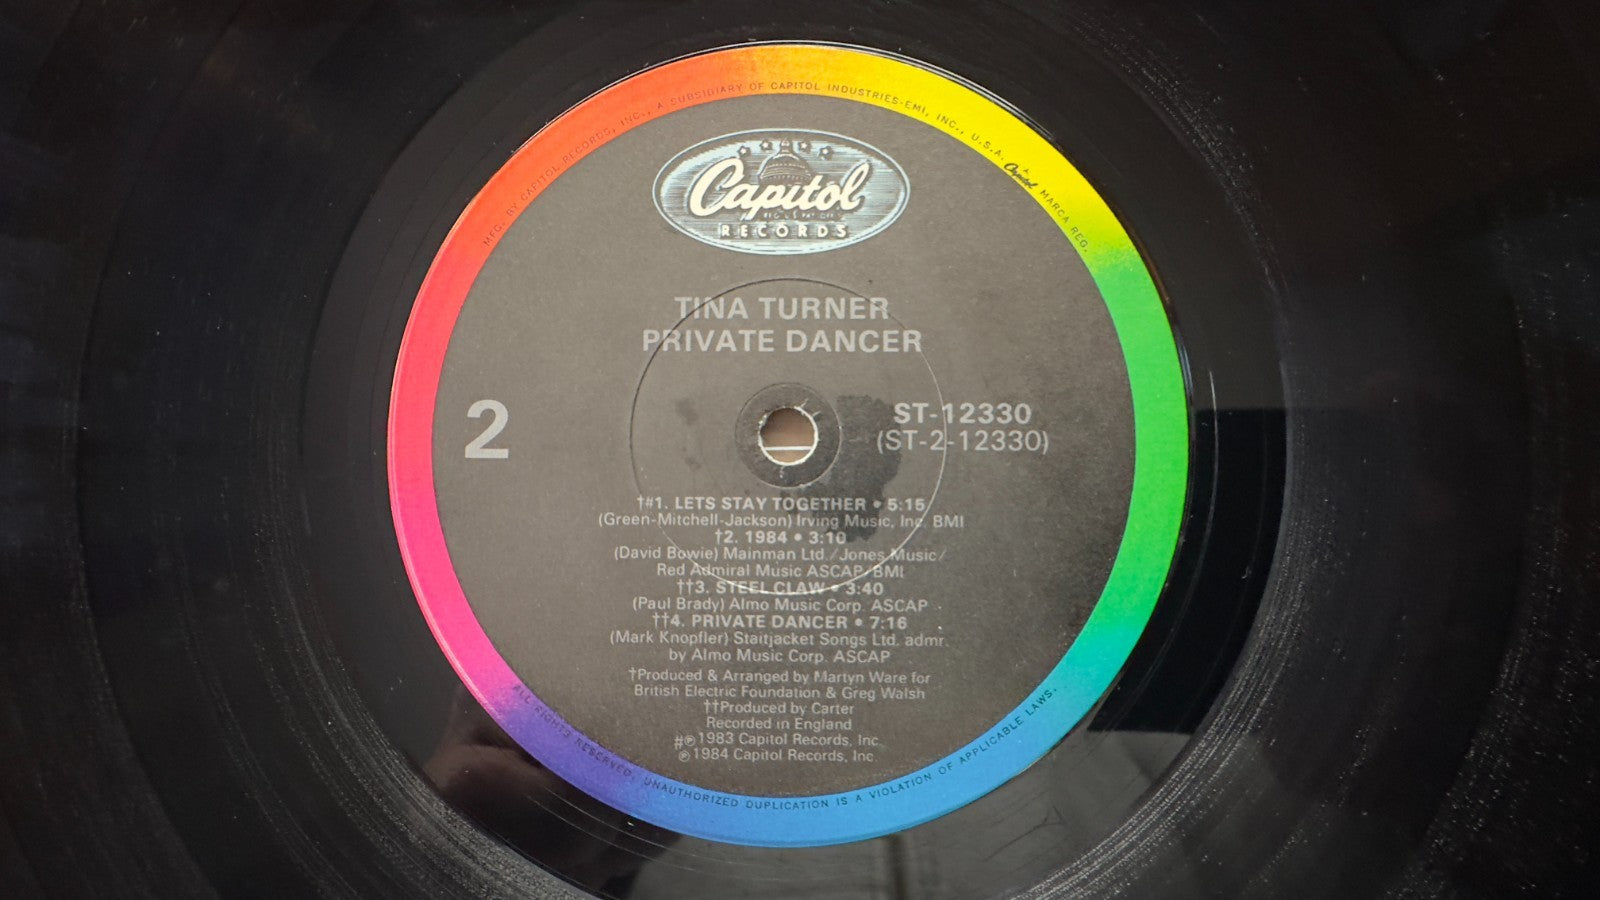 MFG. BY CAPITOL RECORDS, INC., A SUBSIDIARY OF CAPITOL INDUSTRIES-EMI, INC., U.S.A. Capitol MARCA REG.
Capitol
RECORDS
TINA TURNER
PRIVATE DANCER
2
ST-12330
(ST-2-12330)
†#1. LETS STAY TOGETHER • 5:15
(Green-Mitchell-Jackson) Irving Music, Inc. BMI
†2. 1984 • 3:10
(David Bowie) Mainman Ltd./Jones Music/
Red Admiral Music ASCAP/BMI
††3. STEEL CLAW • 3:40
(Paul Brady) Almo Music Corp. ASCAP
††4. PRIVATE DANCER • 7:16
(Mark Knopfler) Staitjacket Songs Ltd. admr.
by Almo Music Corp. ASCAP
†Produced & Arranged by Martyn Ware for
British Electric Foundation & Greg Walsh
††Produced by Carter
Recorded in England
#℗ 1983 Capitol Records, Inc.
℗ 1984 Capitol Records, Inc.
ALL RIGHTS RESERVED. UNAUTHORIZED DUPLICATION IS A VIOLATION OF APPLICABLE LAWS.